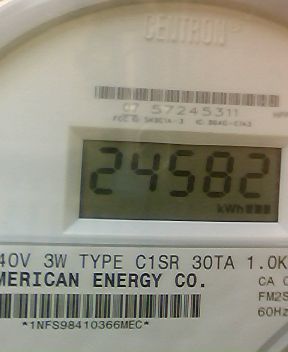 CENTRON
C7 57245311
24582
kWh
40V 3W TYPE C1SR 30TA 1.0K
MERICAN ENERGY CO.
CA 0
FM2S
60Hz
*1NFS98410366MEC*